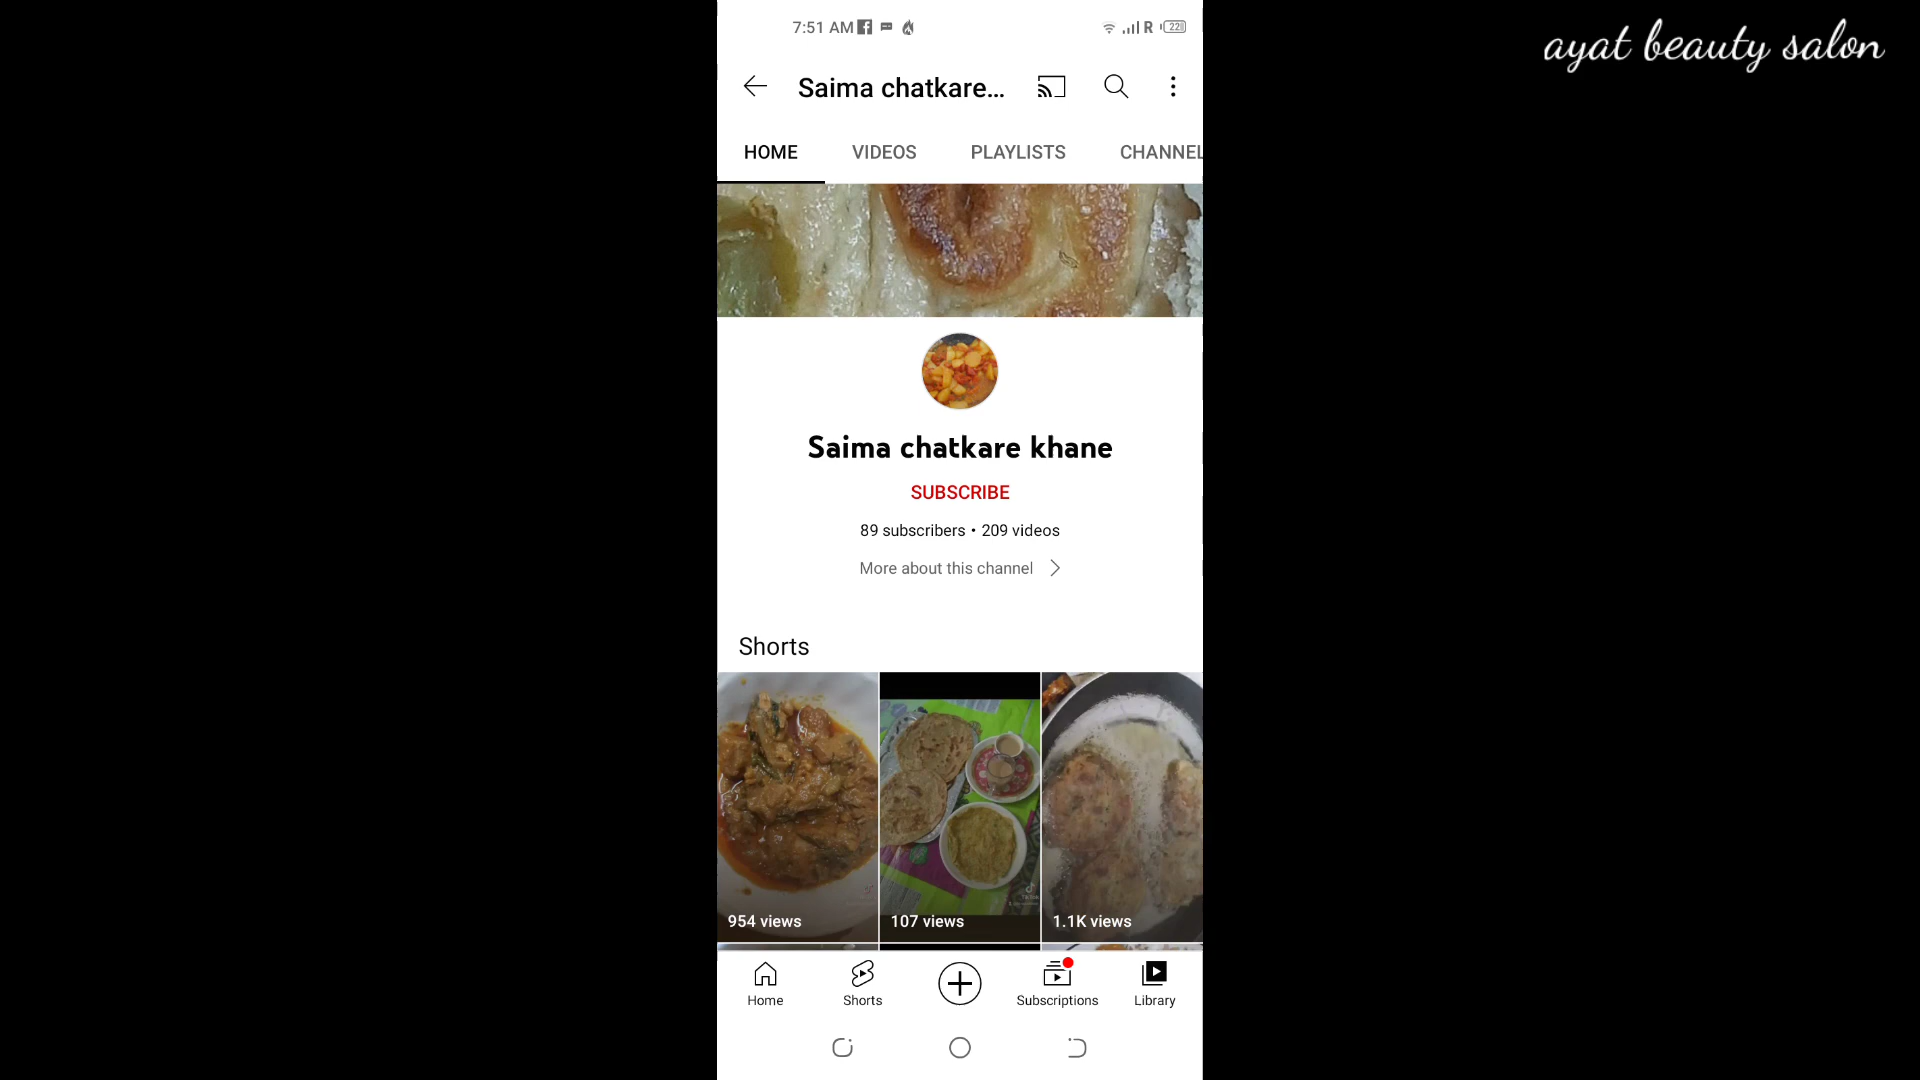 ayat beauty salon
7:51 AM
R 22
Saima chatkare...
HOME VIDEOS PLAYLISTS CHANNEL
Saima chatkare khane
SUBSCRIBE
89 subscribers • 209 videos
More about this channel
Shorts
954 views 107 views 1.1K views
Home Shorts Subscriptions Library